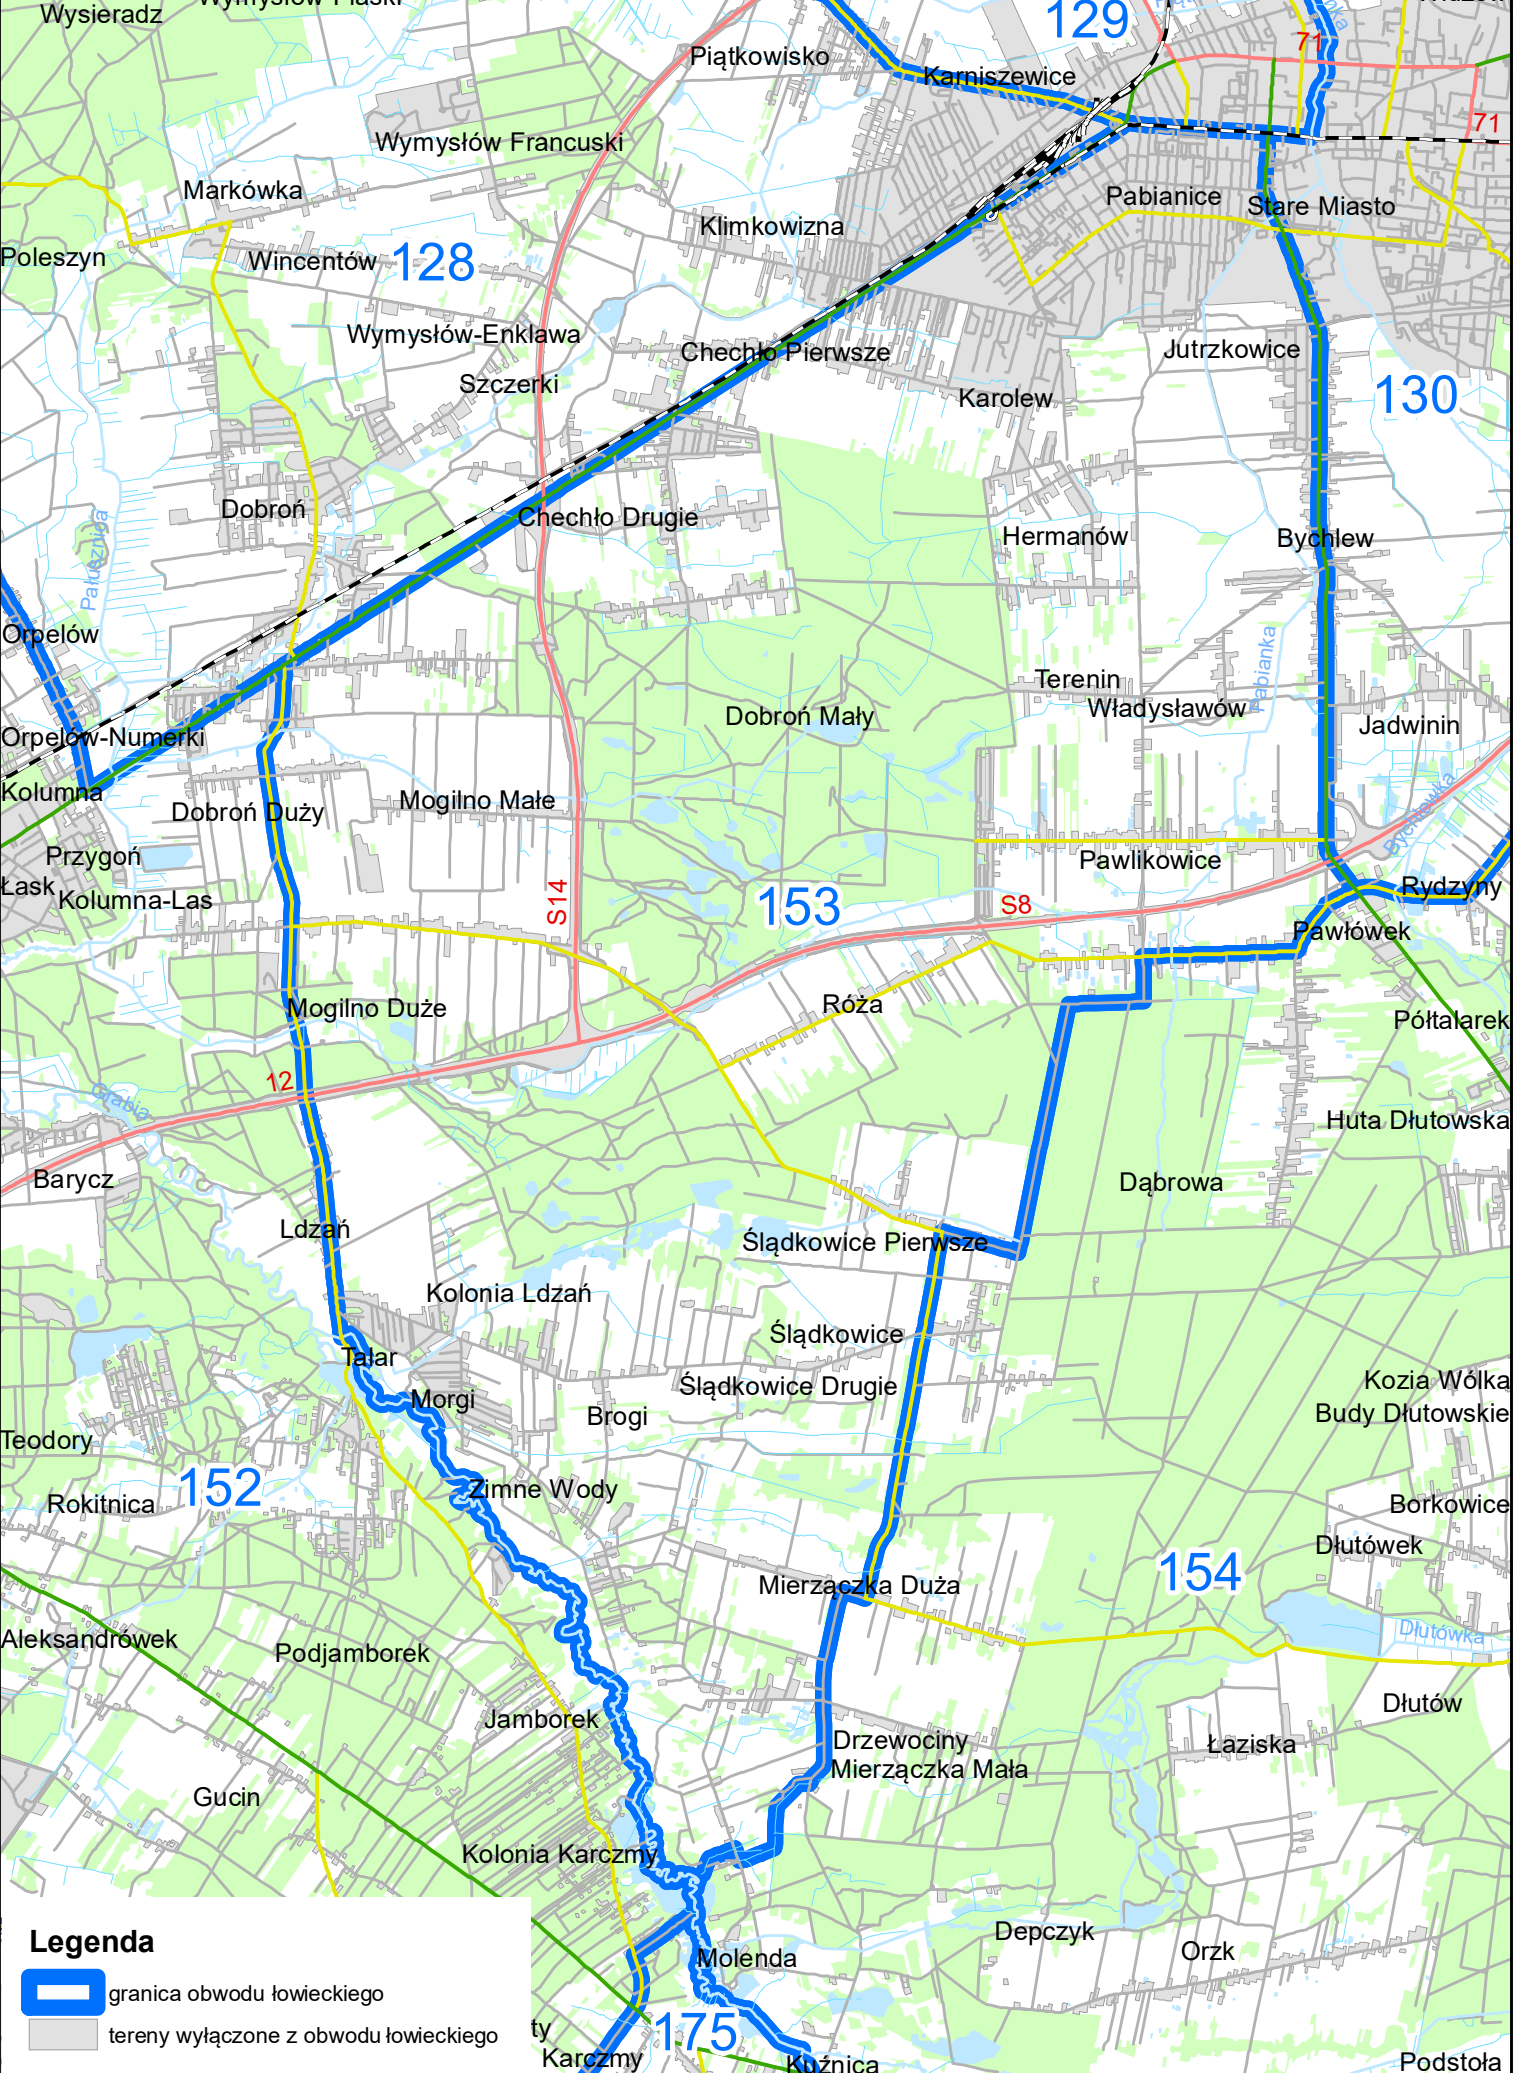 Wysieradz
129
71
Piątkowisko
Karniszewice
71
Wymysłów Francuski
Markówka
Pabianice
Stare Miasto
Klimkowizna
Poleszyn
Wincentów
128
Wymysłów-Enklawa
Chechło Pierwsze
Jutrzkowice
Szczerki
Karolew
130
Dobroń
Chechło Drugie
Hermanów
Bychlew
Pałusznica
Orpelów
Pabianka
Terenin
Władysławów
Dobroń Mały
Jadwinin
Orpelów-Numerki
Kolumna
Mogilno Małe
Dobroń Duży
Bychlewka
Przygoń
Pawlikowice
Łask
Kolumna-Las
S14
153
S8
Rydzyny
Pawłówek
Mogilno Duże
Róża
Półtalarek
12
Grabia
Huta Dłutowska
Barycz
Dąbrowa
Ldzań
Ślądkowice Pierwsze
Kolonia Ldzań
Ślądkowice
Talar
Ślądkowice Drugie
Kozia Wólka
Morgi
Brogi
Budy Dłutowskie
Teodory
152
Zimne Wody
Rokitnica
Borkowice
Dłutówek
154
Mierzączka Duża
Aleksandrówek
Podjamborek
Dłutówka
Dłutów
Jamborek
Drzewociny
Łaziska
Mierzączka Mała
Gucin
Kolonia Karczmy
Depczyk
Orzk
Molenda
175
ty
Karczmy
Kuźnica
Podstoła
Legenda
granica obwodu łowieckiego
tereny wyłączone z obwodu łowieckiego